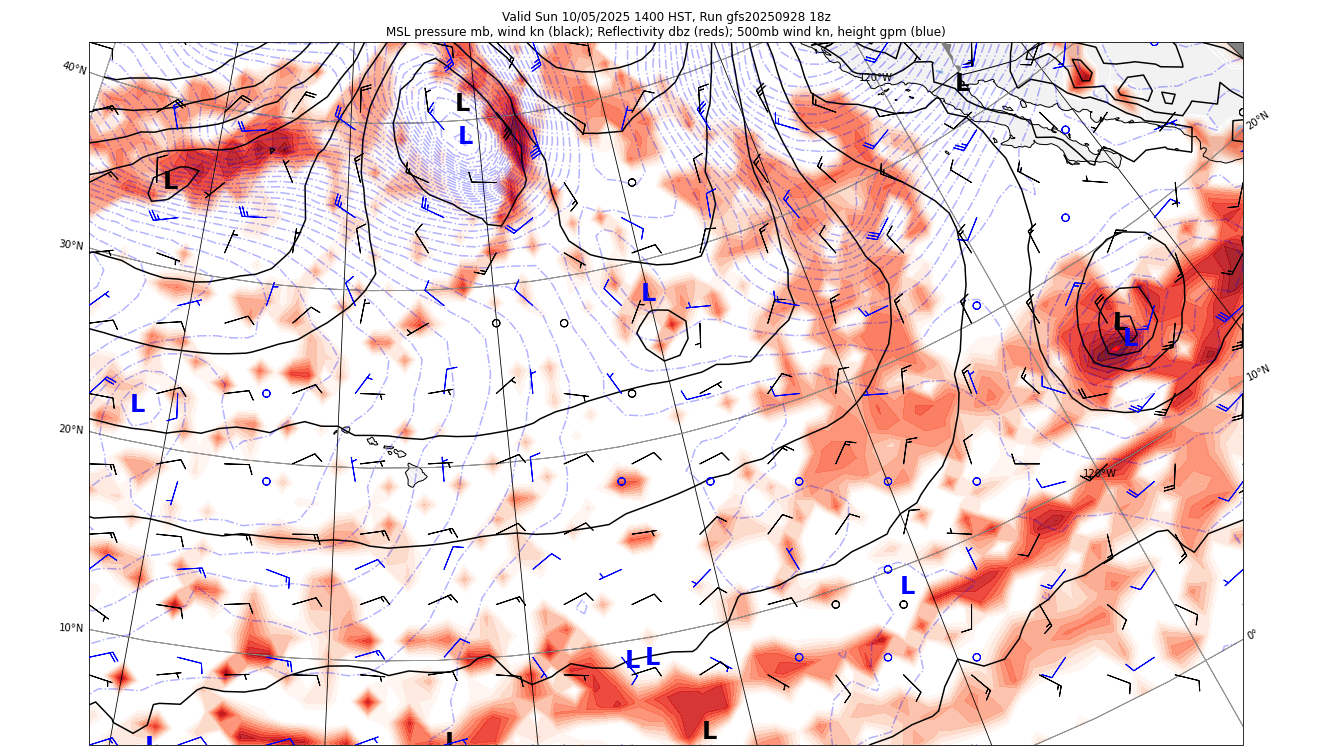 Valid Sun 10/05/2025 1400 HST, Run gfs20250928 18z
MSL pressure mb, wind kn (black); Reflectivity dbz (reds); 500mb wind kn, height gpm (blue)
40°N
120°W
L
L
20°N
L
L
30°N
L
L
L
10°N
L
20°N
120°W
L
10°N
0°
L L
L
L
L